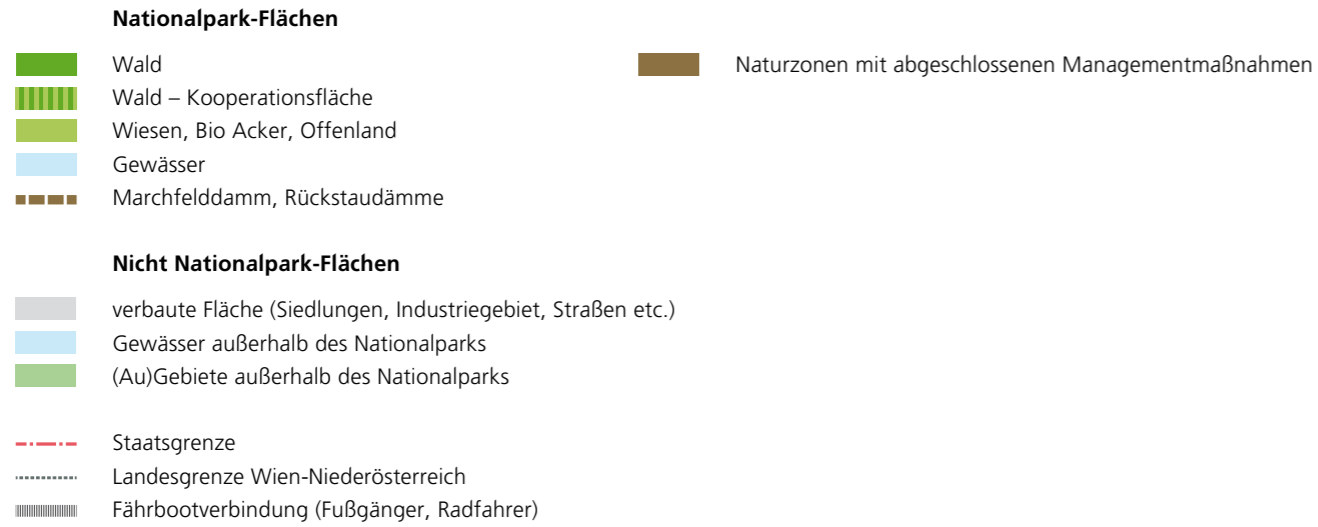 Nationalpark-Flächen
Wald
Wald – Kooperationsfläche
Wiesen, Bio Acker, Offenland
Gewässer
Marchfelddamm, Rückstaudämme
Naturzonen mit abgeschlossenen Managementmaßnahmen
Nicht Nationalpark-Flächen
verbaute Fläche (Siedlungen, Industriegebiet, Straßen etc.)
Gewässer außerhalb des Nationalparks
(Au)Gebiete außerhalb des Nationalparks
Staatsgrenze
Landesgrenze Wien-Niederösterreich
Fährbootverbindung (Fußgänger, Radfahrer)